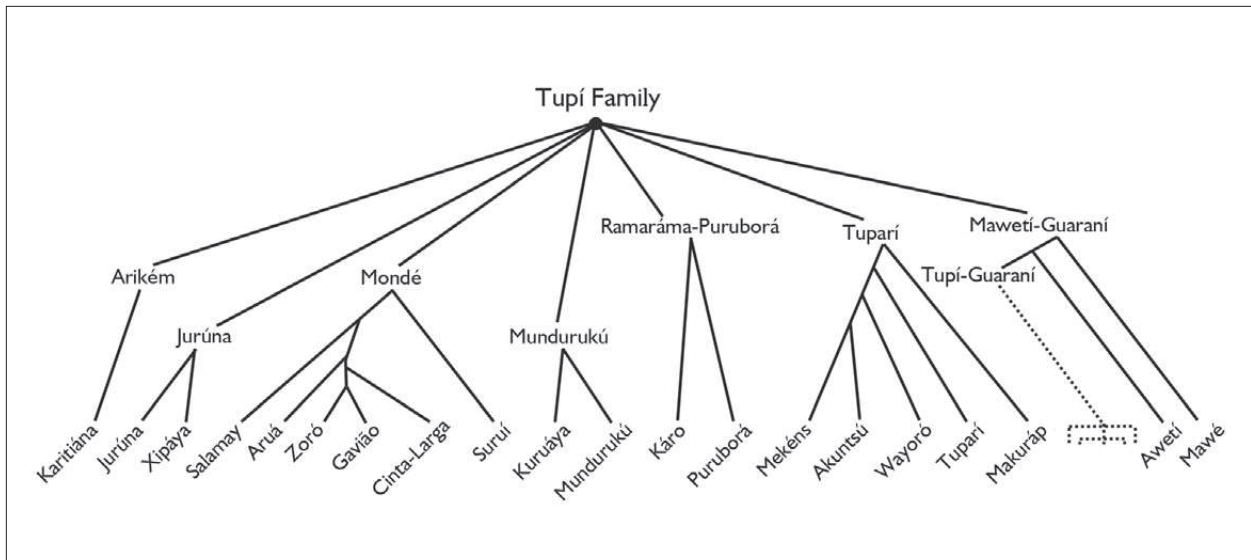 Tupí Family
Ramaráma-Puruborá
Tuparí
Mawetí-Guaraní
Arikém
Mondé
Tupí-Guaraní
Jurúna
Mundurukú
Karitiána
Jurúna
Xipáya
Salamay
Aruá
Zoró
Gavião
Cinta-Larga
Suruí
Kuruáya
Mundurukú
Káro
Puruborá
Mekéns
Akuntsú
Wayoró
Tuparí
Makuráp
Awetí
Mawé